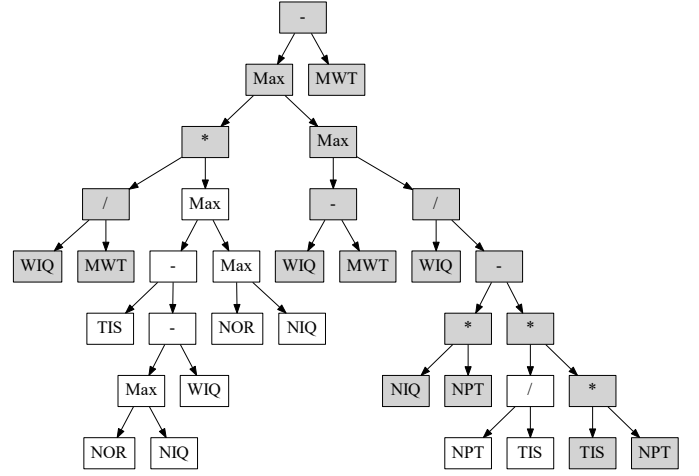 -
Max MWT
* Max
/ Max - /
WIQ MWT - Max WIQ MWT WIQ -
TIS - NOR NIQ * *
Max WIQ NIQ NPT / *
NOR NIQ NPT TIS TIS NPT